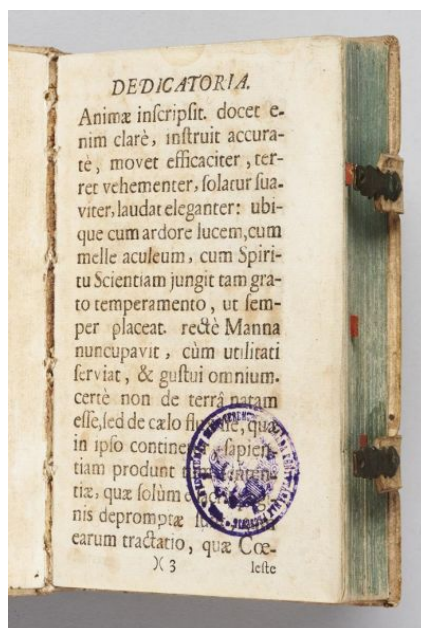 DEDICATORIA.
Animæ inſcripſit. docet e-
nim clarè, inſtruit accura-
tè, movet efficaciter, ter-
ret vehementer, ſolatur ſua-
viter, laudat eleganter: ubi-
que cum ardore lucem, cum
melle aculeum, cum Spiri-
tu Scientiam jungit tam gra-
to temperamento, ut ſem-
per placeat. rectè Manna
nuncupavit, cùm utilitati
ſerviat, & guſtui omnium.
certè non de terrâ natam
eſſe, ſed de cælo quæ
in ipſo ſapien-
tiam produnt
tiæ, quæ ſolùm
nis depromptæ
earum tractatio, quæ Cœ-
)( 3 leſte